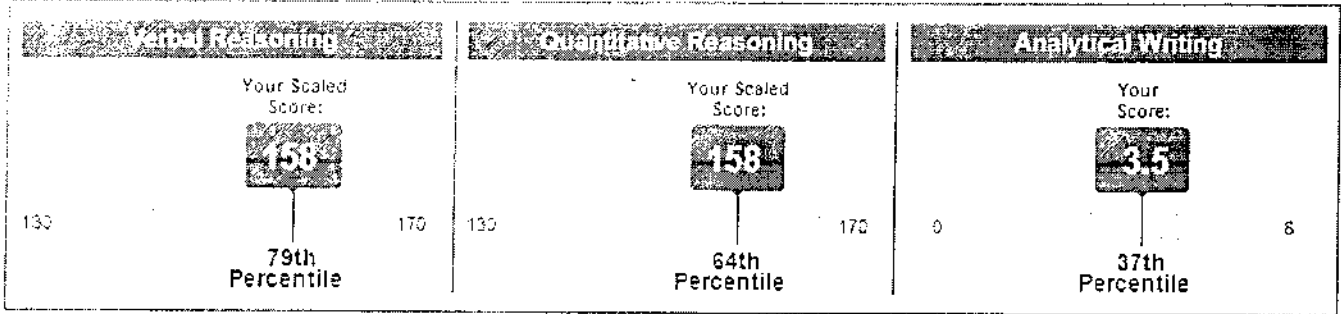 Verbal Reasoning
Your Scaled
Score:
158
130
170
79th
Percentile
Quantitative Reasoning
Your Scaled
Score:
158
130
170
64th
Percentile
Analytical Writing
Your
Score:
3.5
0
6
37th
Percentile